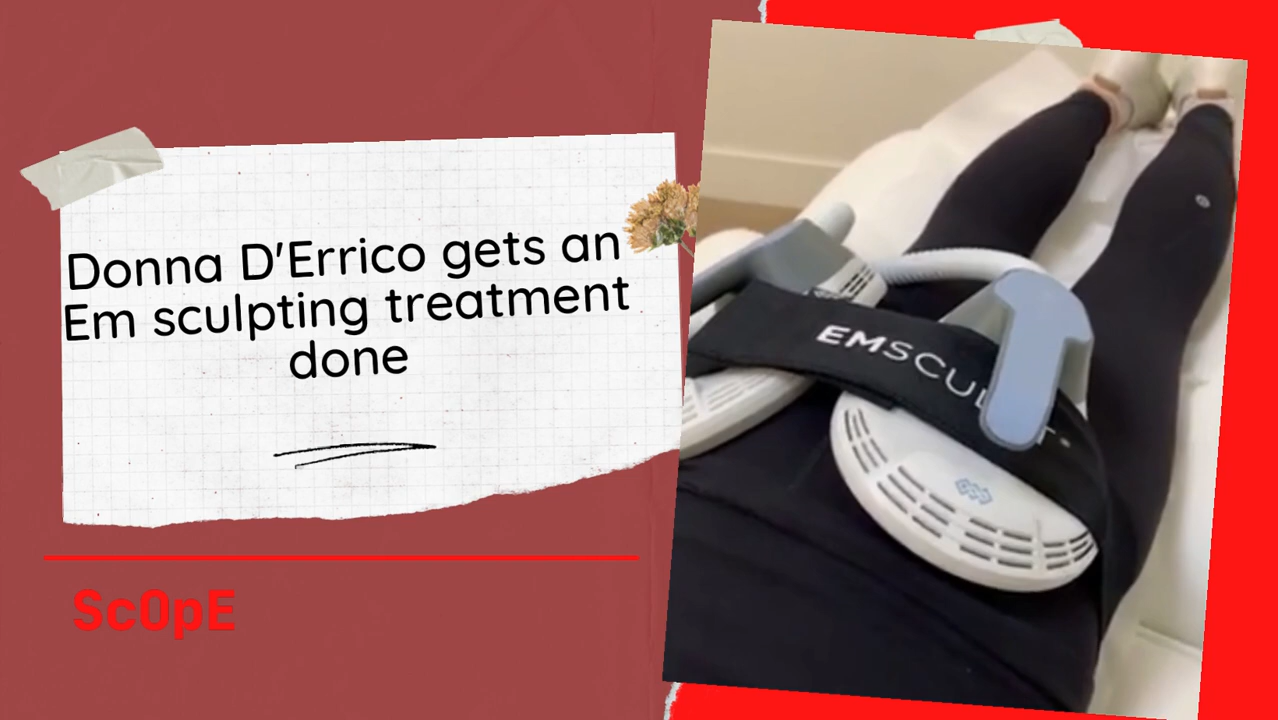 Donna D'Errico gets an
Em sculpting treatment
done
ScOpE
EMSCUL T